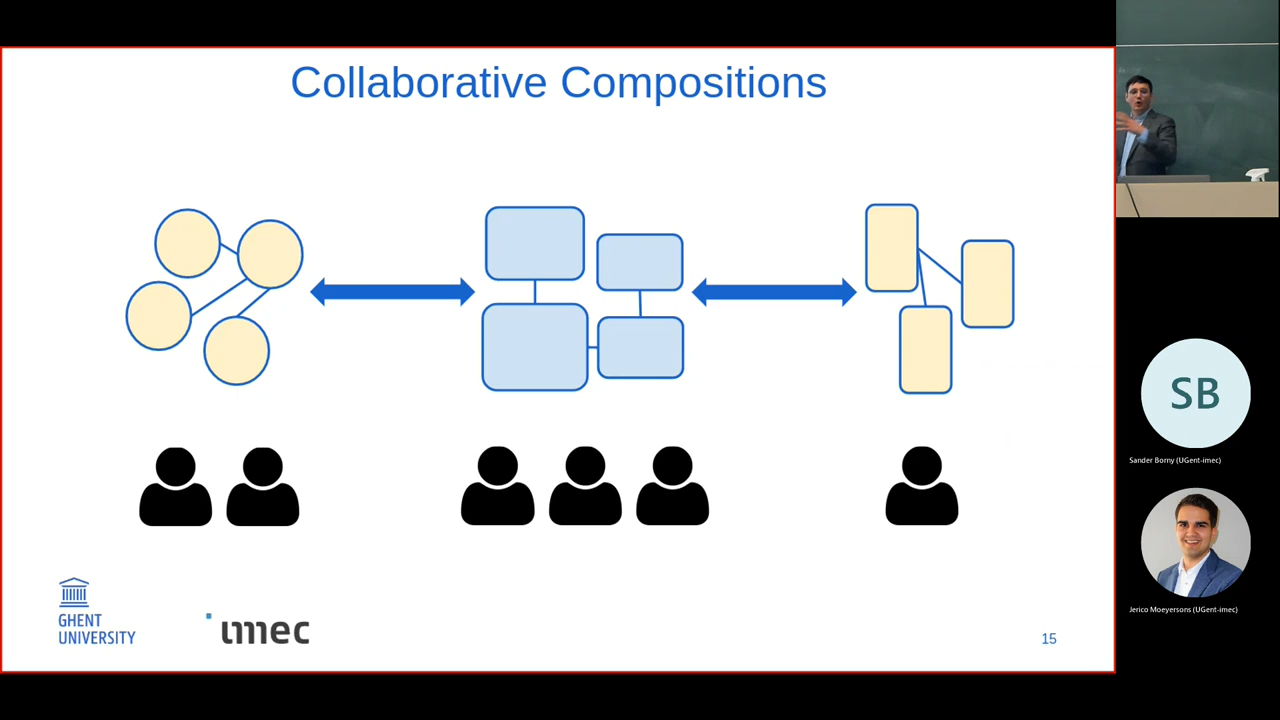 Collaborative Compositions
GHENT
UNIVERSITY
imec
15
SB
Sander Borny (UGent-imec)
Jerico Moeyersons (UGent-imec)